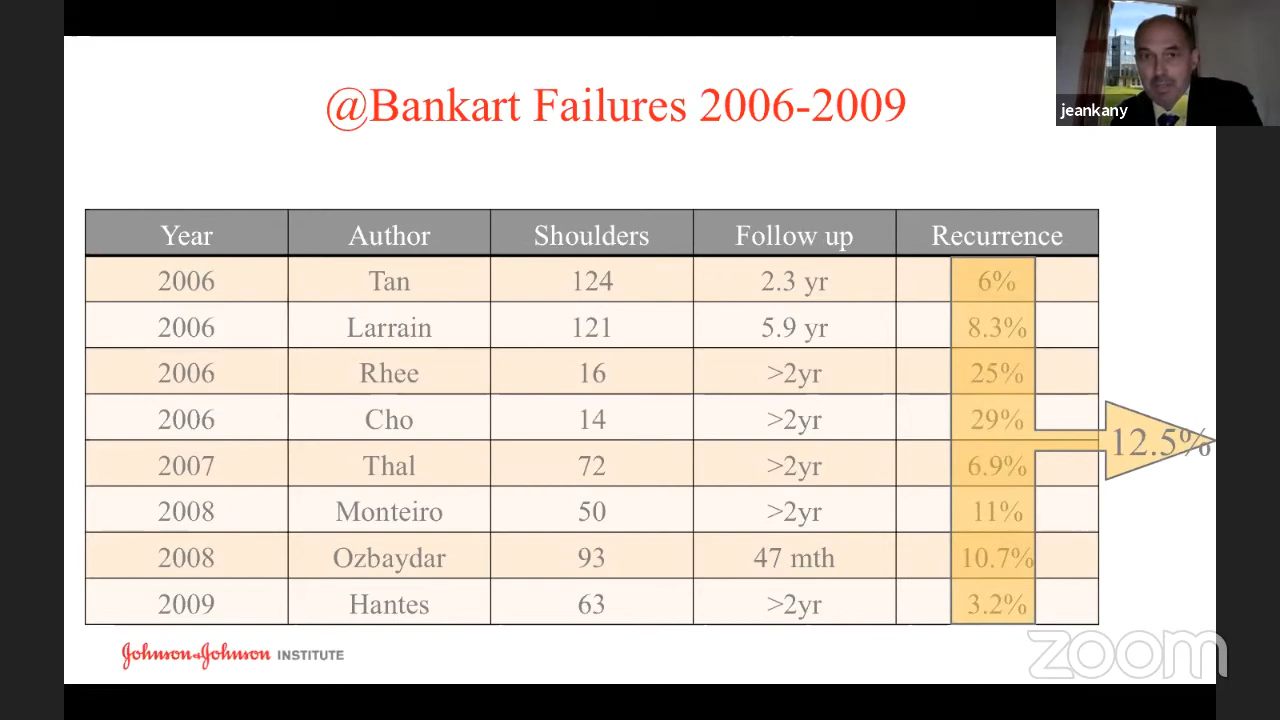 @Bankart Failures 2006-2009
jeankany
Year Author Shoulders Follow up Recurrence
2006 Tan 124 2.3 yr 6%
2006 Larrain 121 5.9 yr 8.3%
2006 Rhee 16 >2yr 25%
2006 Cho 14 >2yr 29%
12.5%
2007 Thal 72 >2yr 6.9%
2008 Monteiro 50 >2yr 11%
2008 Ozbaydar 93 47 mth 10.7%
2009 Hantes 63 >2yr 3.2%
Johnson & Johnson INSTITUTE
zoom